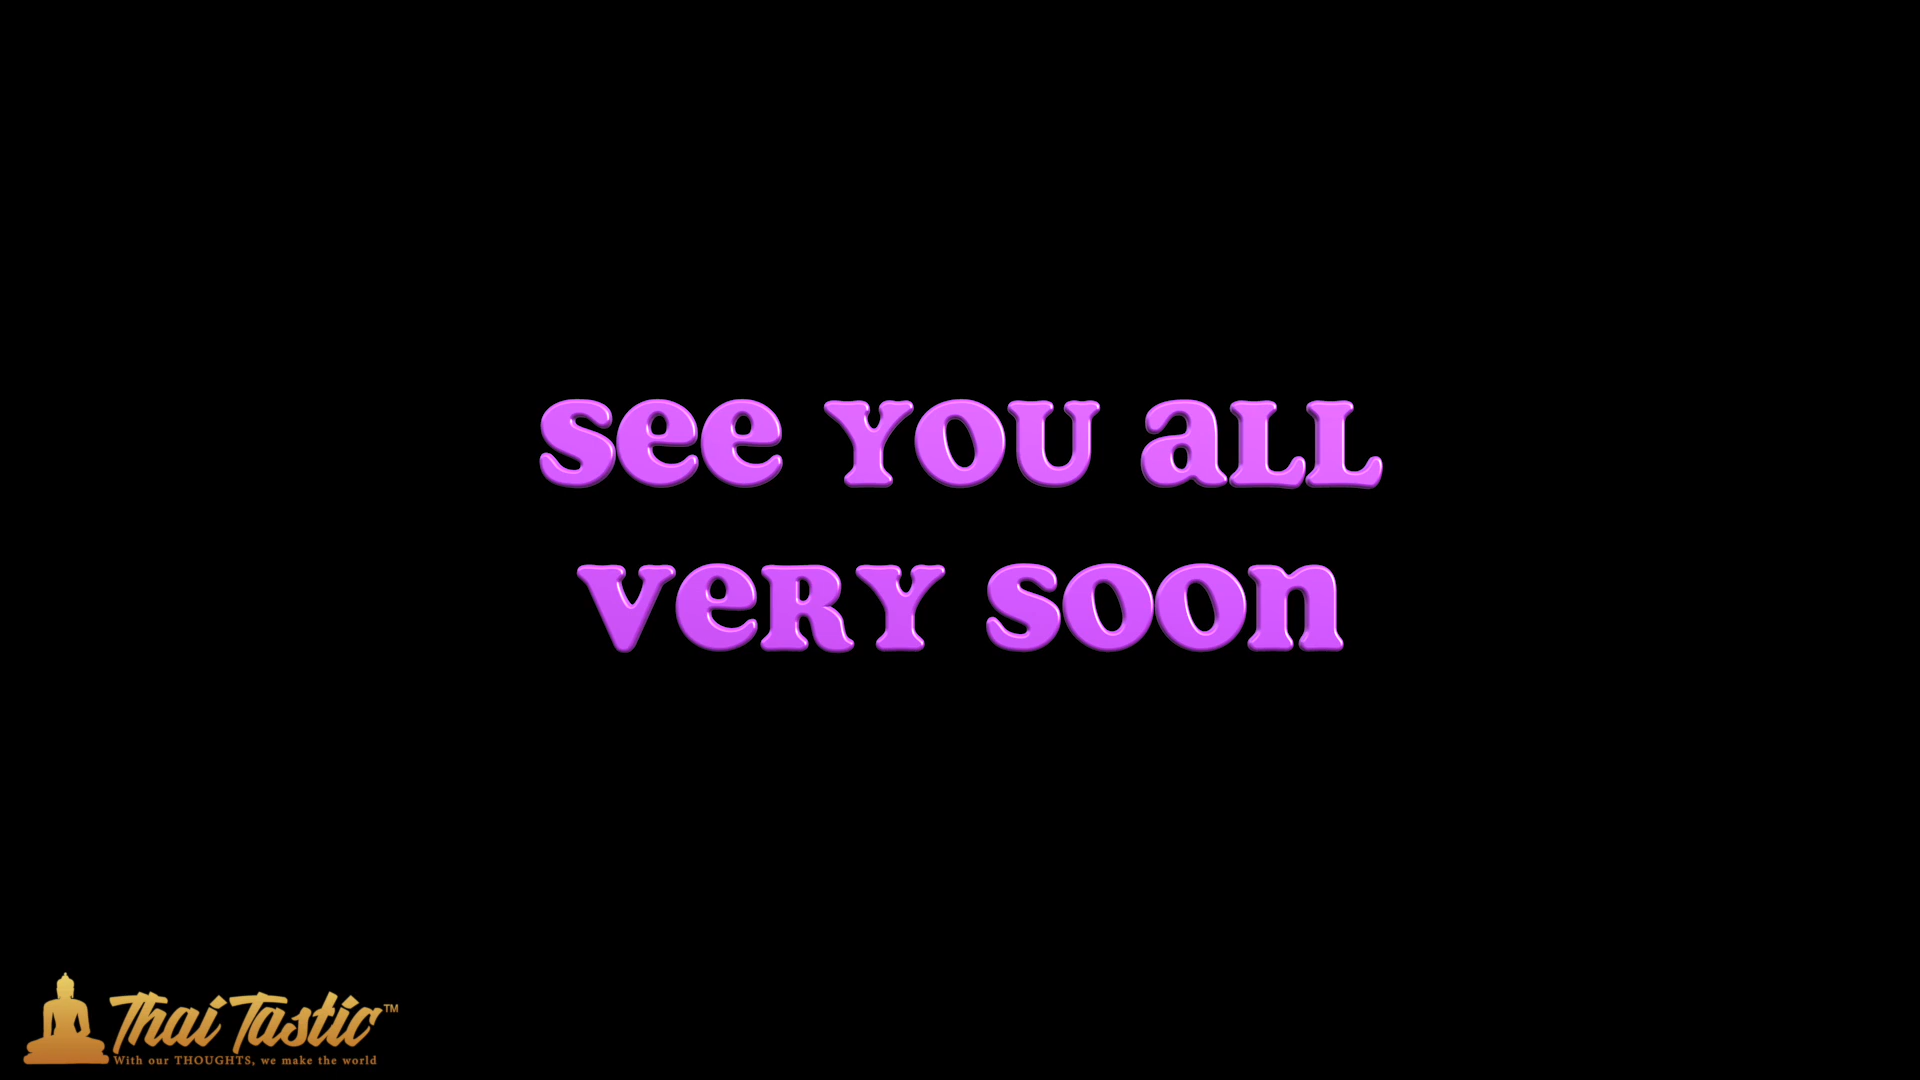 see YOU aLL
veRY soon
Thai Tastic™
With our THOUGHTS, we make the world